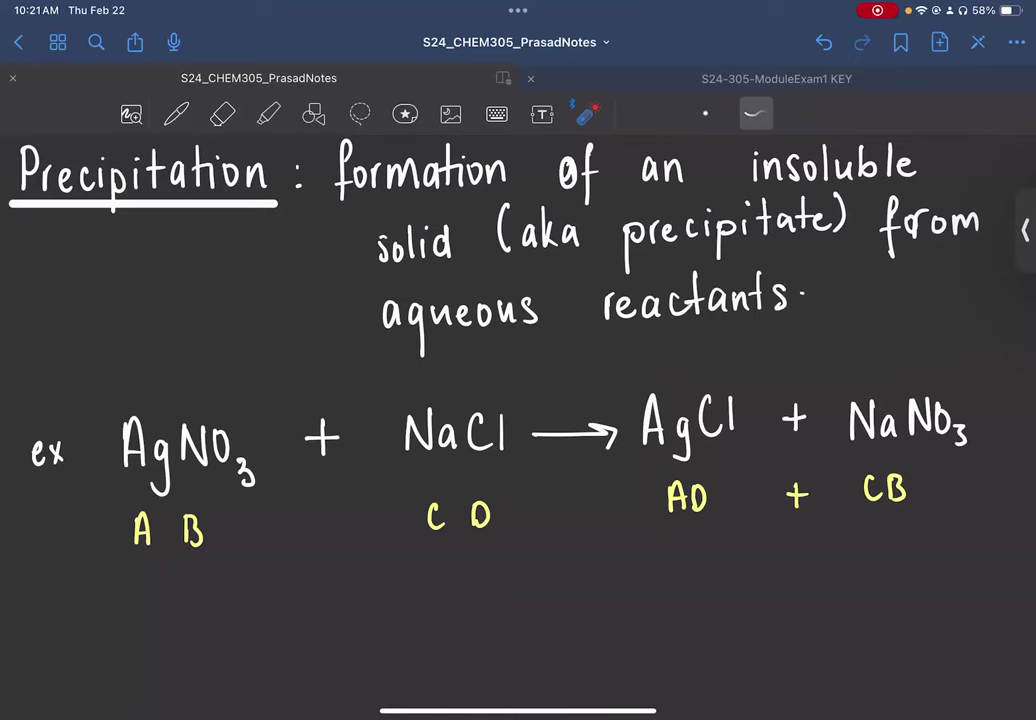 10:21AM Thu Feb 22
58%
S24_CHEM305_PrasadNotes
S24_CHEM305_PrasadNotes
S24-305-ModuleExam1 KEY
Precipitation : formation of an insoluble
solid (aka precipitate) from
aqueous reactants.
ex AgNO₃ + NaCl → AgCl + NaNO₃
A B C D AD + CB